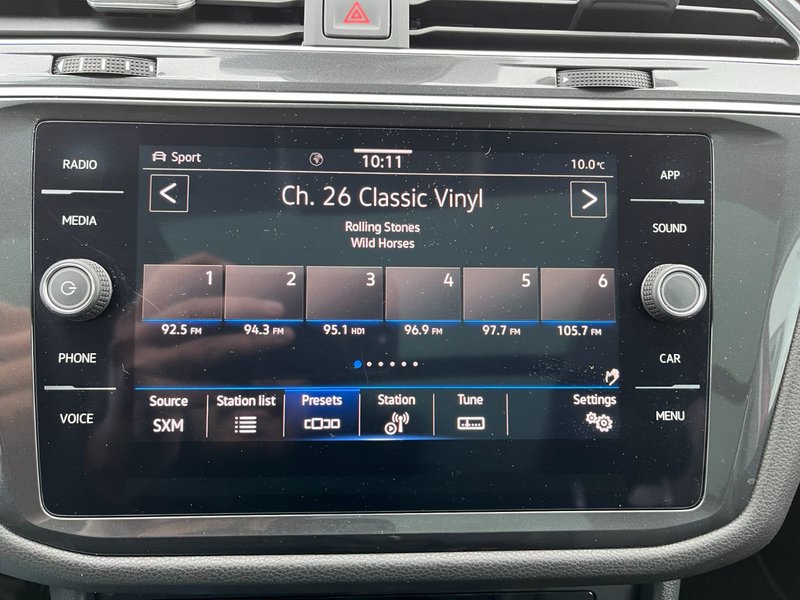 RADIO
MEDIA
PHONE
VOICE
Sport
10:11
10.0°C
Ch. 26 Classic Vinyl
Rolling Stones
Wild Horses
1 2 3 4 5 6
92.5 FM 94.3 FM 95.1 HD1 96.9 FM 97.7 FM 105.7 FM
Source Station list Presets Station Tune Settings
SXM
APP
SOUND
CAR
MENU